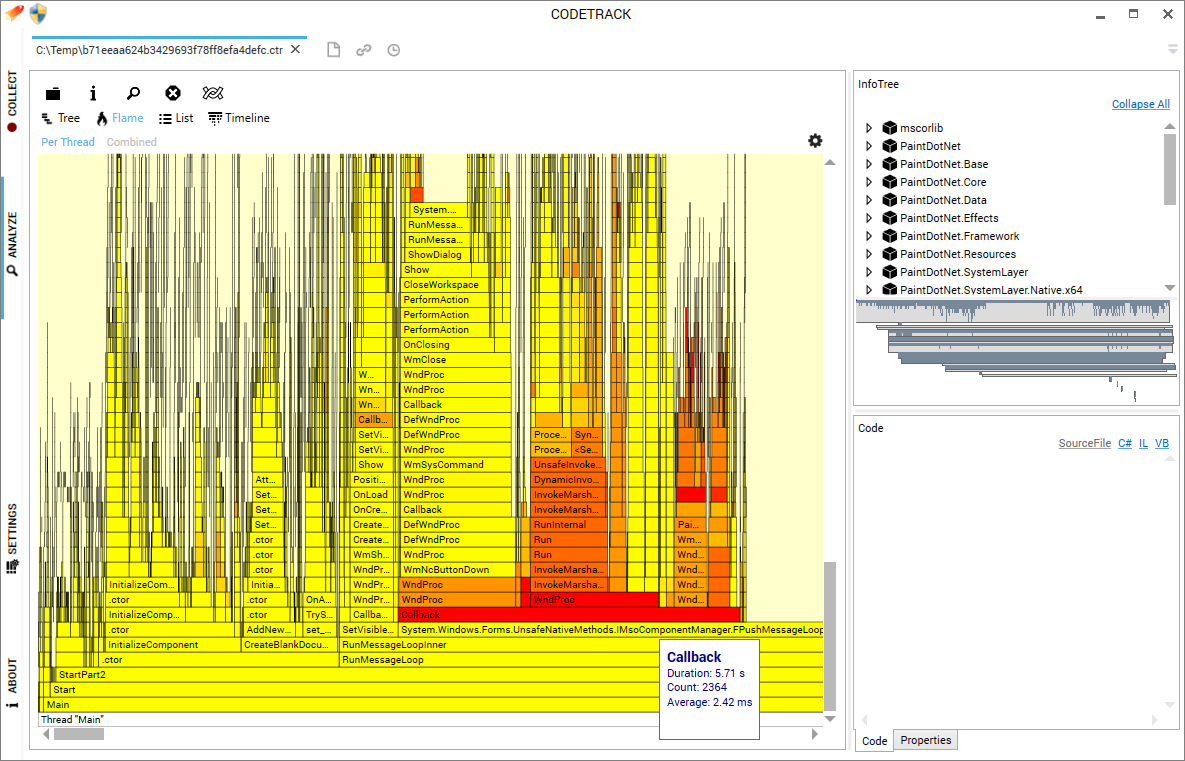 CODETRACK
C:\Temp\b71eeaa624b3429693f78ff8efa4defc.ctr
COLLECT
ANALYZE
SETTINGS
ABOUT
Tree Flame List Timeline
Per Thread Combined
System....
RunMessa...
RunMessa...
ShowDialog
Show
CloseWorkspace
PerformAction
PerformAction
PerformAction
OnClosing
WmClose
W... WndProc
Wn... WndProc
Wn... Callback
Callb... DefWndProc
SetVi... DefWndProc Proce... Syn...
SetVi... WndProc Proce... <Se...
Show WmSysCommand UnsafeInvoke...
Att... Positi... WndProc DynamicInvo...
Set... OnLoad WndProc InvokeMarsh...
Set... OnCre... Callback InvokeMarsh...
Set... Create... DefWndProc RunInternal Pai...
.ctor Create... DefWndProc Run Wm...
.ctor WmSh... WndProc Run Wnd...
.ctor WndPr... WmNcButtonDown InvokeMarsha... Wnd...
InitializeCom... Initia... WndPr... WndProc InvokeMarsha... Wnd...
.ctor .ctor OnA... WndPr... WndProc WndProc Wnd...
InitializeComp... .ctor TryS... Callba... Callback
.ctor AddNew... set_... SetVisible... System.Windows.Forms.UnsafeNativeMethods.IMsoComponentManager.FPushMessageLoop
InitializeComponent CreateBlankDocu... RunMessageLoopInner
.ctor RunMessageLoop
StartPart2
Start
Main
Thread "Main"
Callback
Duration: 5.71 s
Count: 2364
Average: 2.42 ms
InfoTree
Collapse All
mscorlib
PaintDotNet
PaintDotNet.Base
PaintDotNet.Core
PaintDotNet.Data
PaintDotNet.Effects
PaintDotNet.Framework
PaintDotNet.Resources
PaintDotNet.SystemLayer
PaintDotNet.SystemLayer.Native.x64
Code
SourceFile C# IL VB
Code Properties